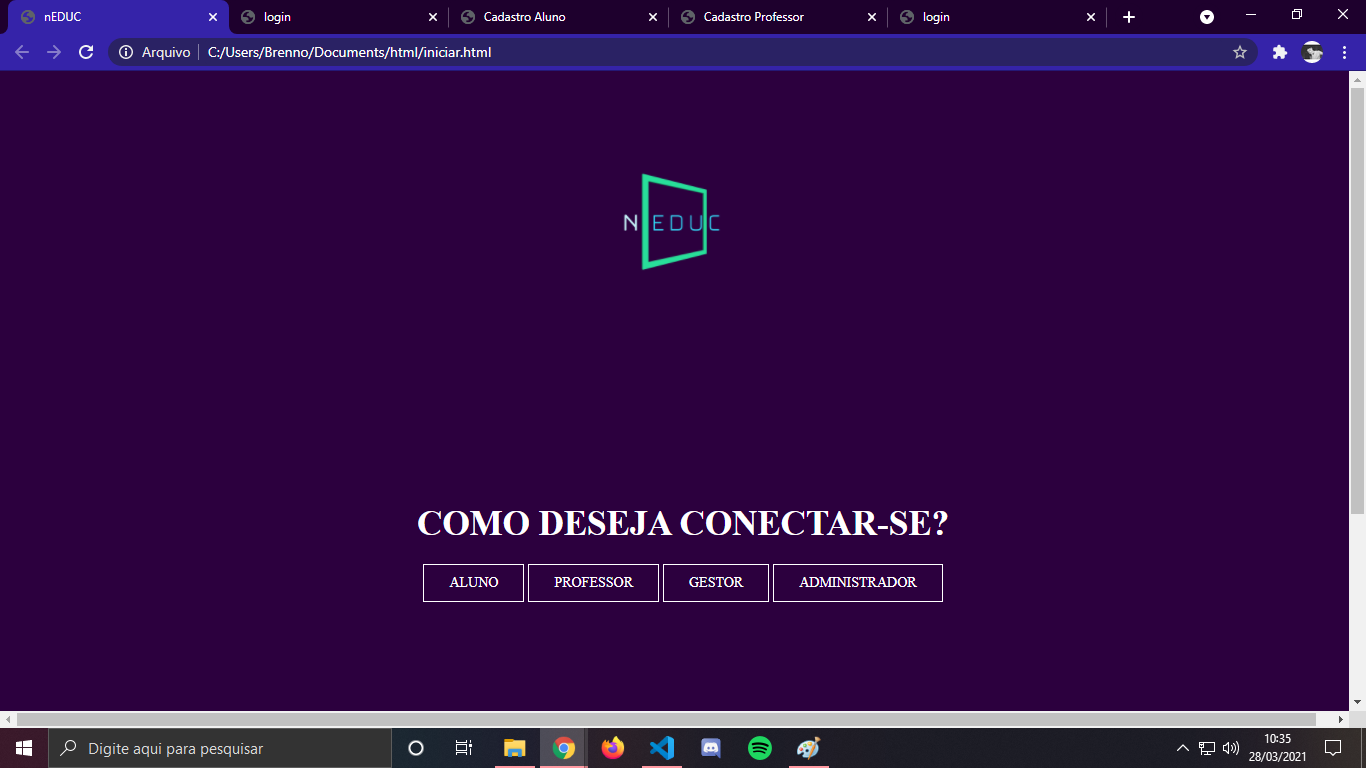 nEDUC
login
Cadastro Aluno
Cadastro Professor
login
Arquivo
C:/Users/Brenno/Documents/html/iniciar.html
N EDUC
COMO DESEJA CONECTAR-SE?
ALUNO PROFESSOR GESTOR ADMINISTRADOR
Digite aqui para pesquisar
10:35
28/03/2021